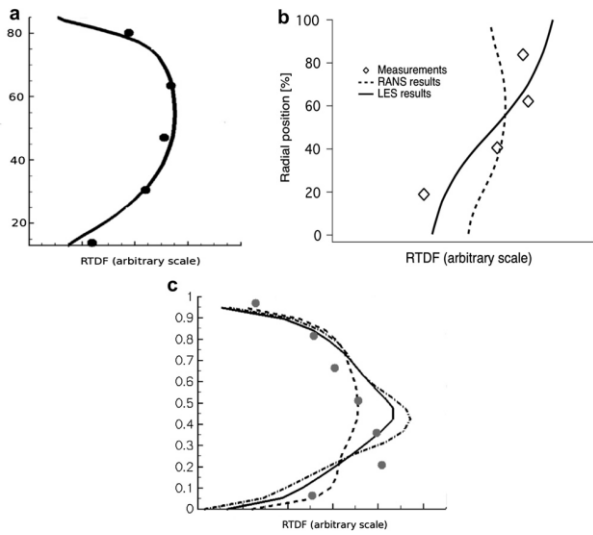 a
80
60
40
20
RTDF (arbitrary scale)
b
100
80
60
40
20
0
Radial position [%]
Measurements
RANS results
LES results
RTDF (arbitrary scale)
c
1
0.9
0.8
0.7
0.6
0.5
0.4
0.3
0.2
0.1
0
RTDF (arbitrary scale)